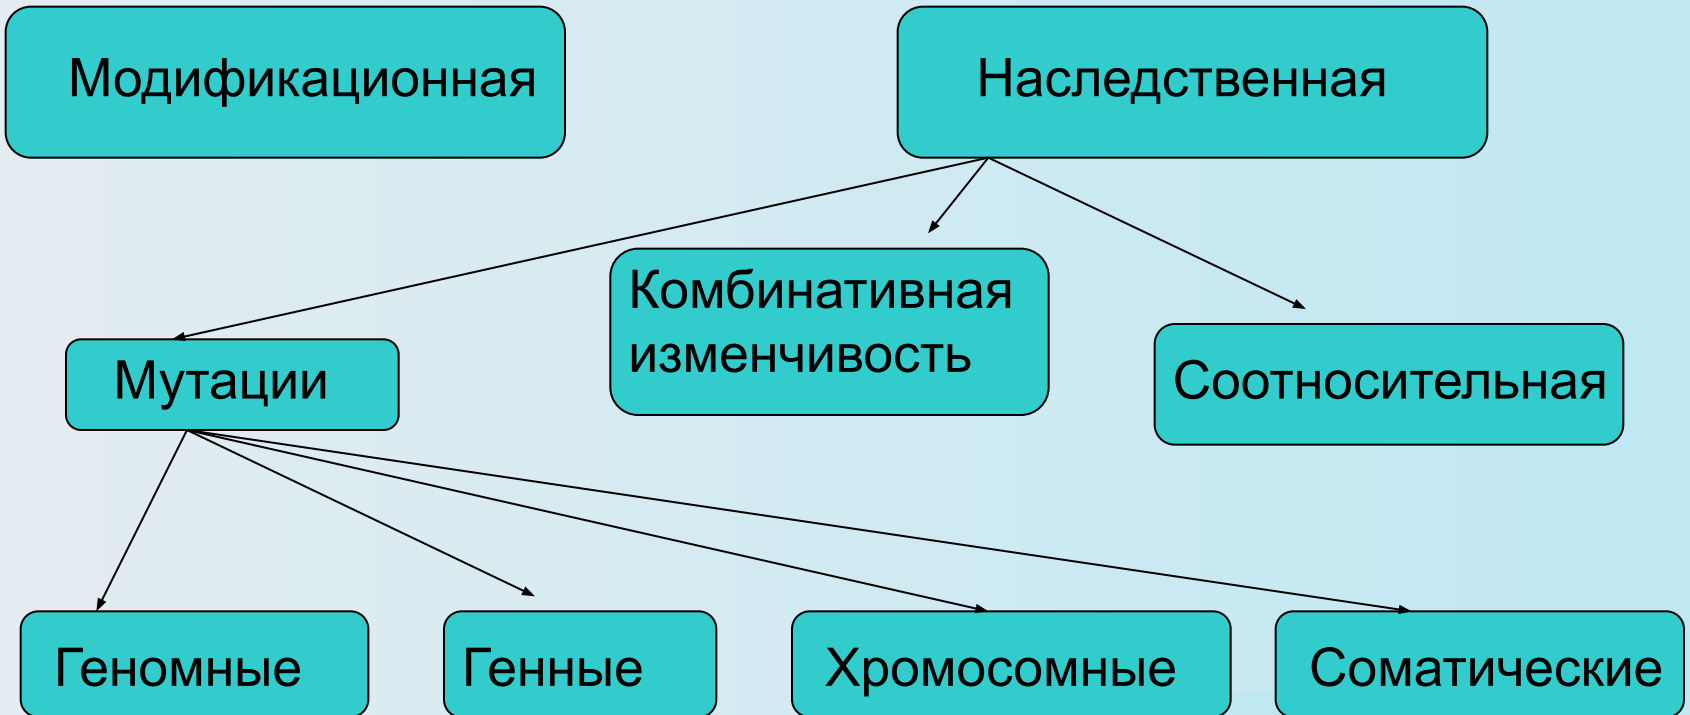 Модификационная
Наследственная
Комбинативная
изменчивость
Мутации
Соотносительная
Геномные
Генные
Хромосомные
Соматические